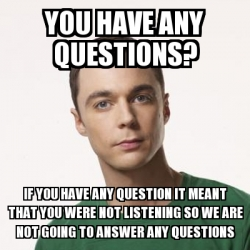 YOU HAVE ANY
QUESTIONS?
IF YOU HAVE ANY QUESTION IT MEANT
THAT YOU WERE NOT LISTENING SO WE ARE
NOT GOING TO ANSWER ANY QUESTIONS